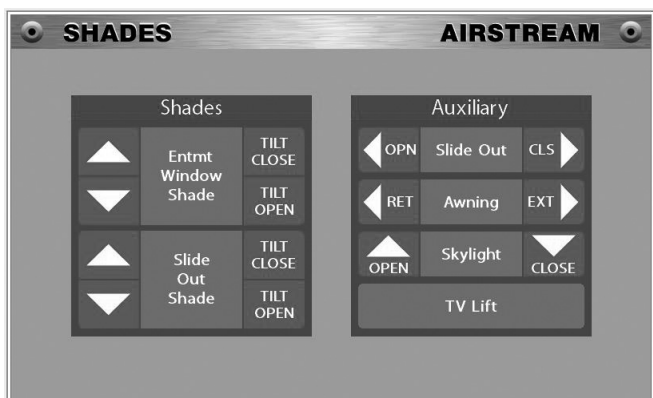 SHADES
AIRSTREAM
Shades
Entmt
Window
Shade
TILT
CLOSE
TILT
OPEN
Slide
Out
Shade
TILT
CLOSE
TILT
OPEN
Auxiliary
OPN
Slide Out
CLS
RET
Awning
EXT
OPEN
Skylight
CLOSE
TV Lift